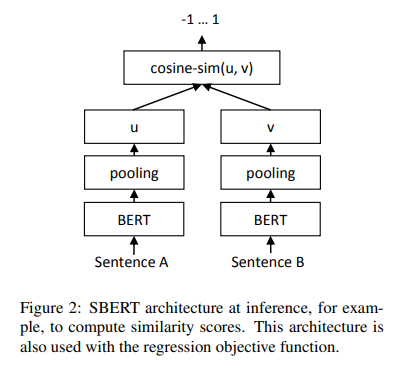 -1 ... 1
cosine-sim(u, v)
u v
pooling pooling
BERT BERT
Sentence A Sentence B
Figure 2: SBERT architecture at inference, for exam-
ple, to compute similarity scores. This architecture is
also used with the regression objective function.